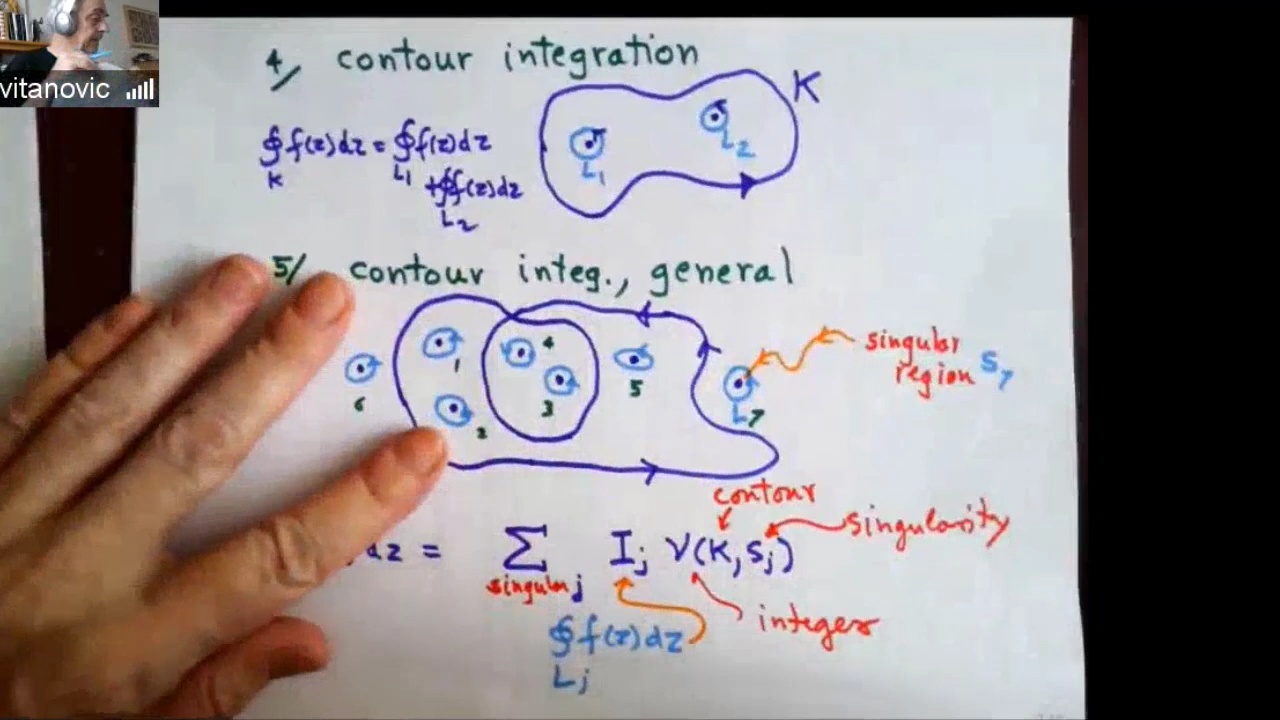 vitanovic
4/ contour integration
K
∮f(z)dz = ∮f(z)dz
K L₁
+∮f(z)dz
L₂
L₁
L₂
5/ contour integ., general
1
2
3
4
5
6
L₇
singular
region S₇
contour
singularity
dz = Σ Iⱼ ν(K, Sⱼ)
singular j
integer
∮f(z)dz
Lⱼ